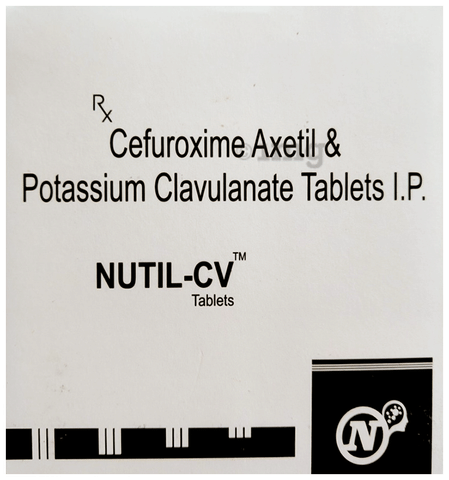 Rx
Cefuroxime Axetil &
Potassium Clavulanate Tablets I.P.
NUTIL-CV™
Tablets
N